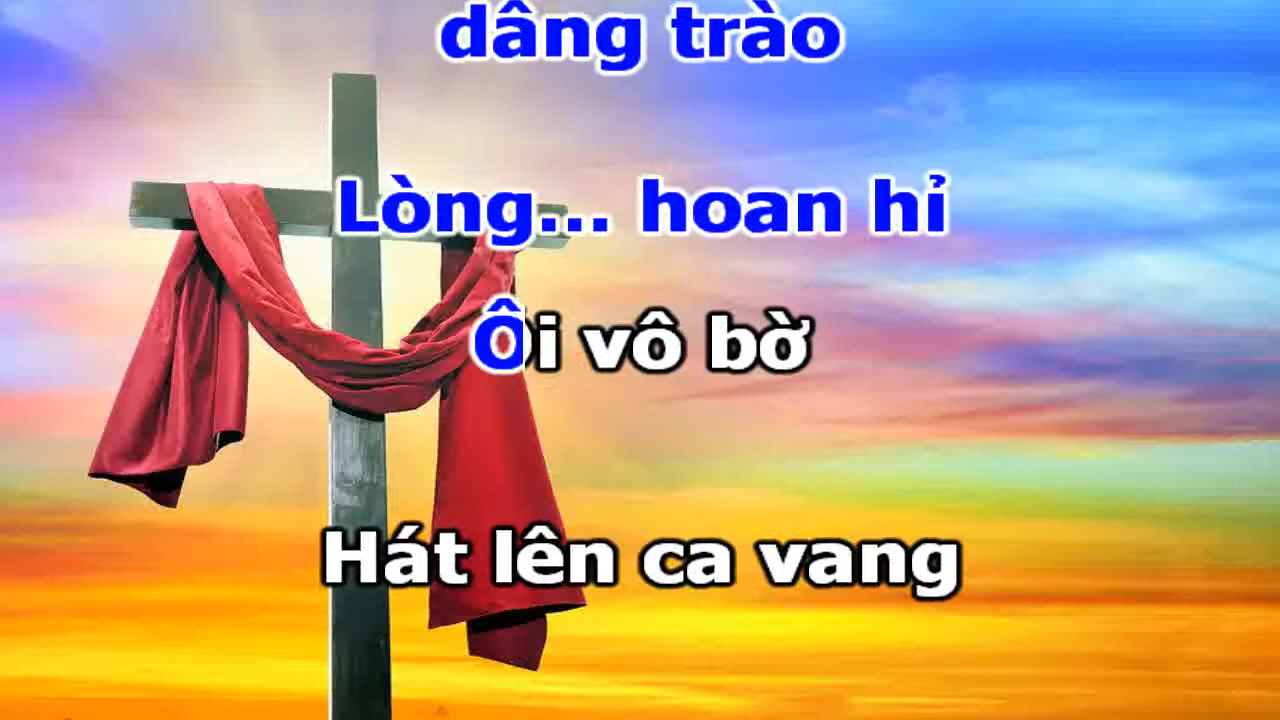 dâng trào
Lòng... hoan hỉ
Ôi vô bờ
Hát lên ca vang